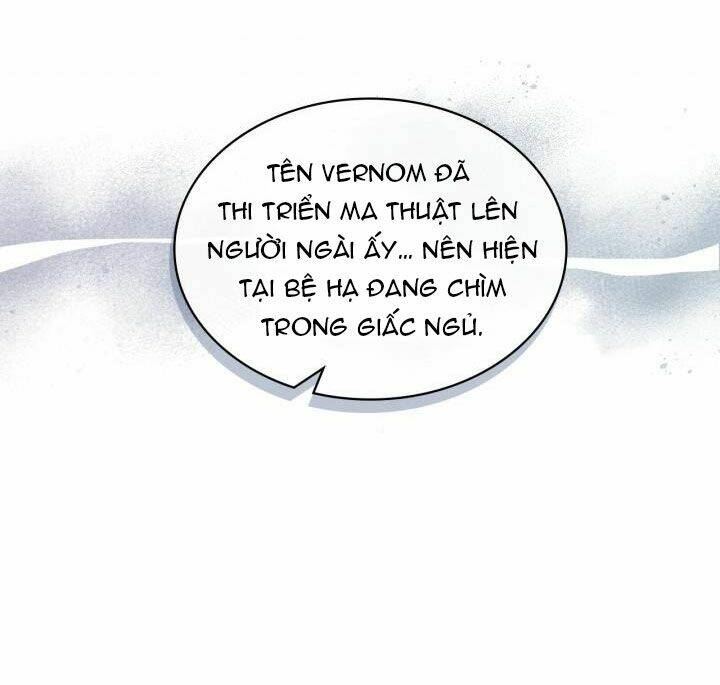 TÊN VERNOM ĐÃ
THI TRIỂN MA THUẬT LÊN
NGƯỜI NGÀI ẤY... NÊN HIỆN
TẠI BỆ HẠ ĐANG CHÌM
TRONG GIẤC NGỦ.